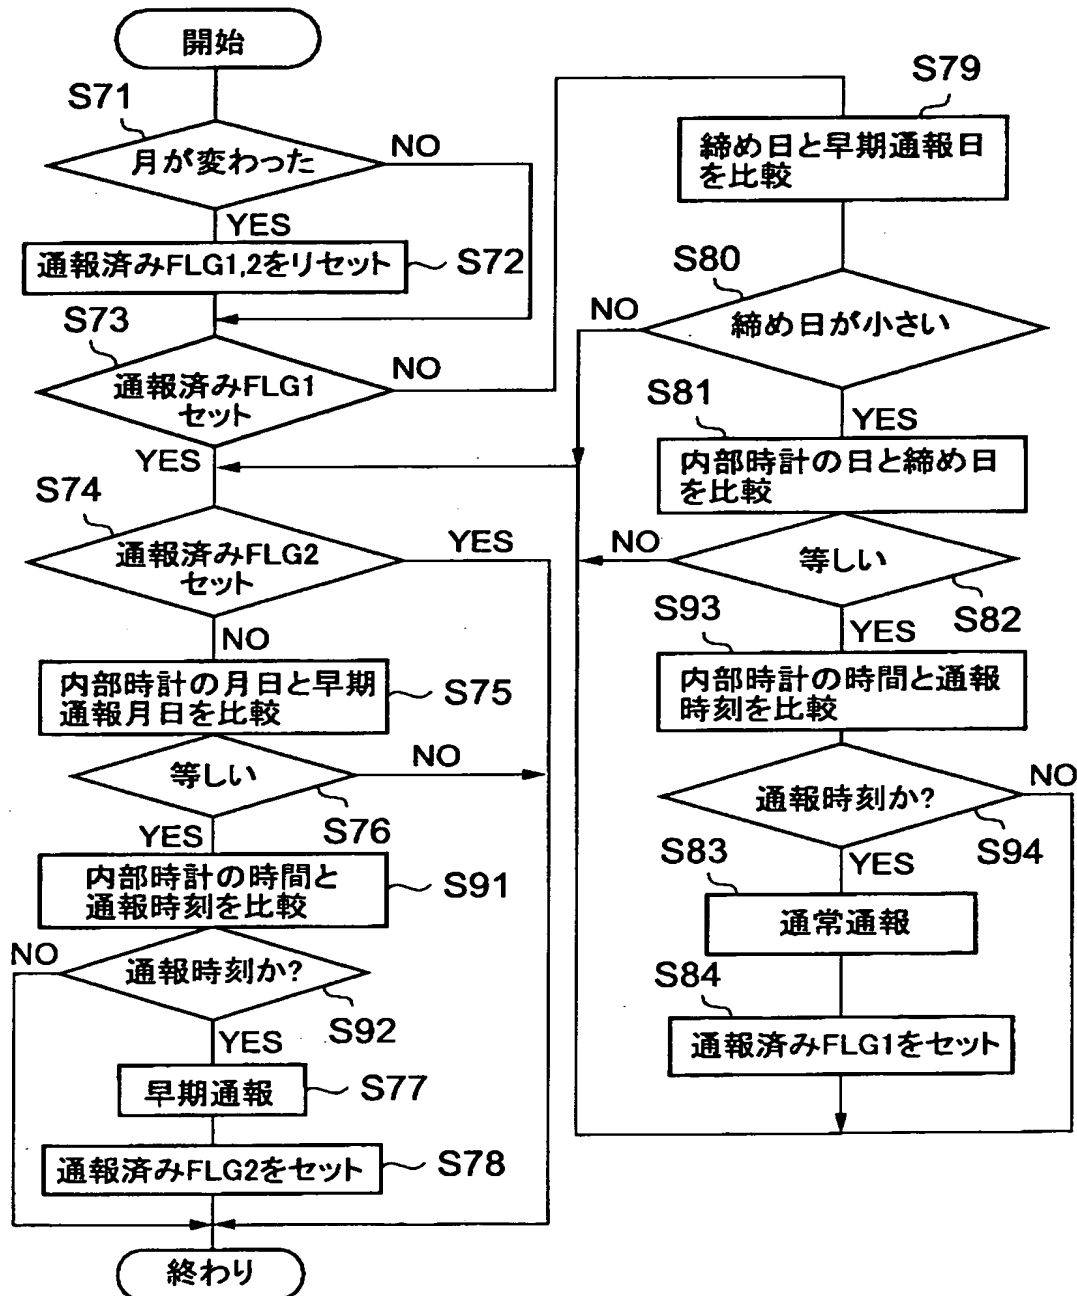 開始
S71
月が変わった
NO
YES
通報済みFLG1,2をリセット
S72
S73
通報済みFLG1
セット
NO
YES
S74
通報済みFLG2
セット
YES
NO
内部時計の月日と早期
通報月日を比較
S75
等しい
NO
S76
YES
内部時計の時間と
通報時刻を比較
S91
NO
通報時刻か?
S92
YES
早期通報
S77
通報済みFLG2をセット
S78
終わり
S79
締め日と早期通報日
を比較
S80
NO
締め日が小さい
S81
YES
内部時計の日と締め日
を比較
NO
等しい
S82
S93
YES
内部時計の時間と通報
時刻を比較
通報時刻か?
NO
S94
S83
YES
通常通報
S84
通報済みFLG1をセット